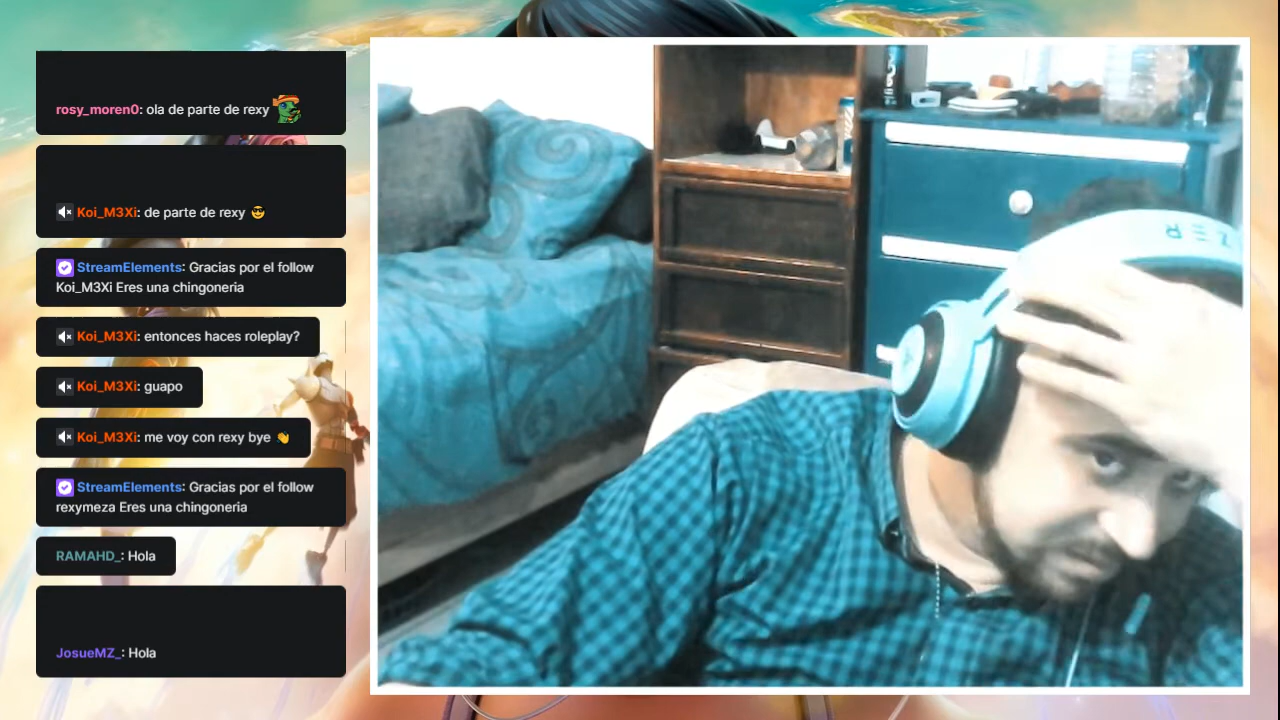 rosy_moren0: ola de parte de rexy
Koi_M3Xi: de parte de rexy 😎
StreamElements: Gracias por el follow
Koi_M3Xi Eres una chingoneria
Koi_M3Xi: entonces haces roleplay?
Koi_M3Xi: guapo
Koi_M3Xi: me voy con rexy bye 👏
StreamElements: Gracias por el follow
rexymeza Eres una chingoneria
RAMAHD_: Hola
JosueMZ_: Hola